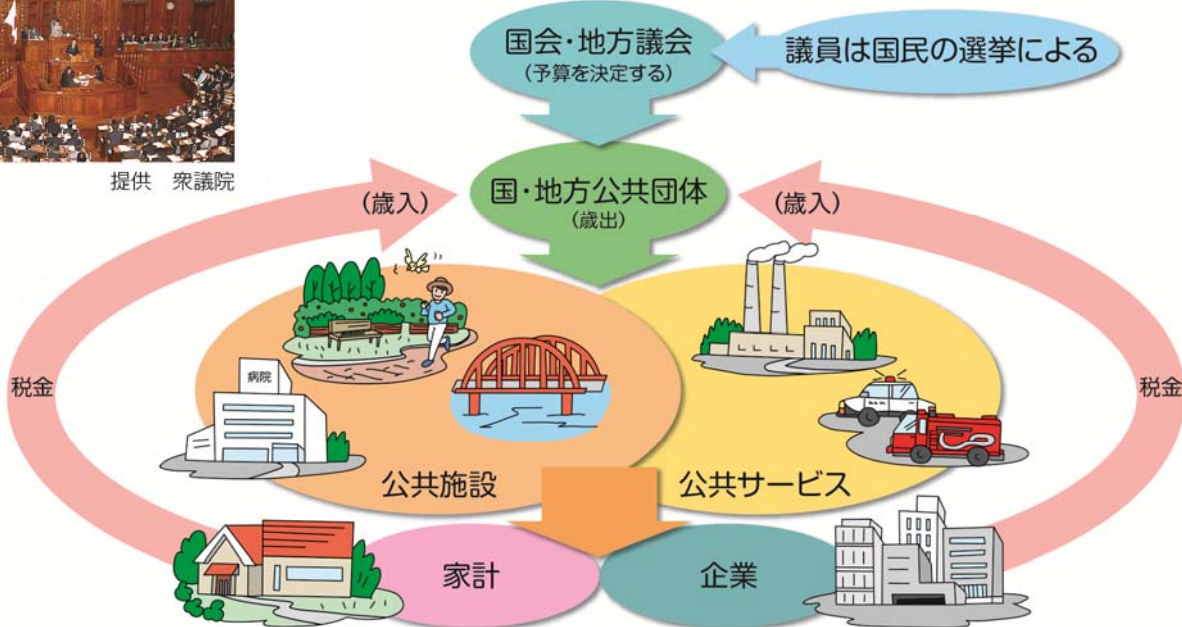 国会・地方議会
(予算を決定する)
議員は国民の選挙による
提供　衆議院
国・地方公共団体
(歳出)
(歳入)
(歳入)
病院
税金
税金
公共施設
公共サービス
家計
企業